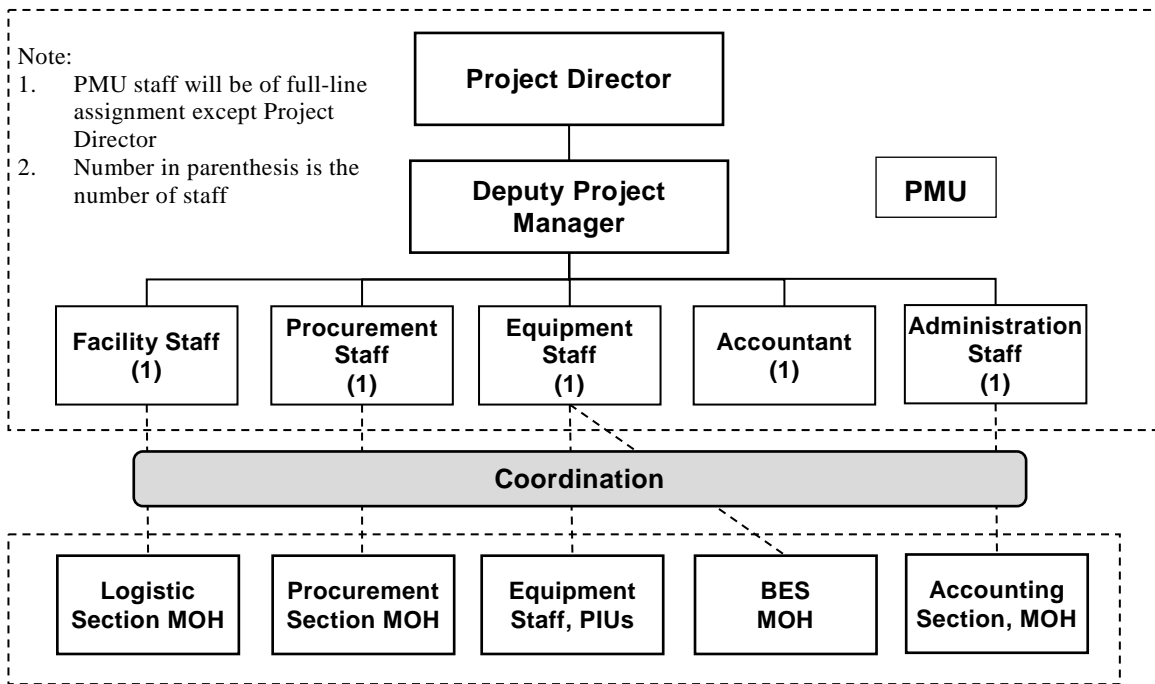 Note:
1. PMU staff will be of full-line
assignment except Project
Director
2. Number in parenthesis is the
number of staff
Project Director
Deputy Project
Manager
PMU
Facility Staff
(1)
Procurement
Staff
(1)
Equipment
Staff
(1)
Accountant
(1)
Administration
Staff
(1)
Coordination
Logistic
Section MOH
Procurement
Section MOH
Equipment
Staff, PIUs
BES
MOH
Accounting
Section, MOH